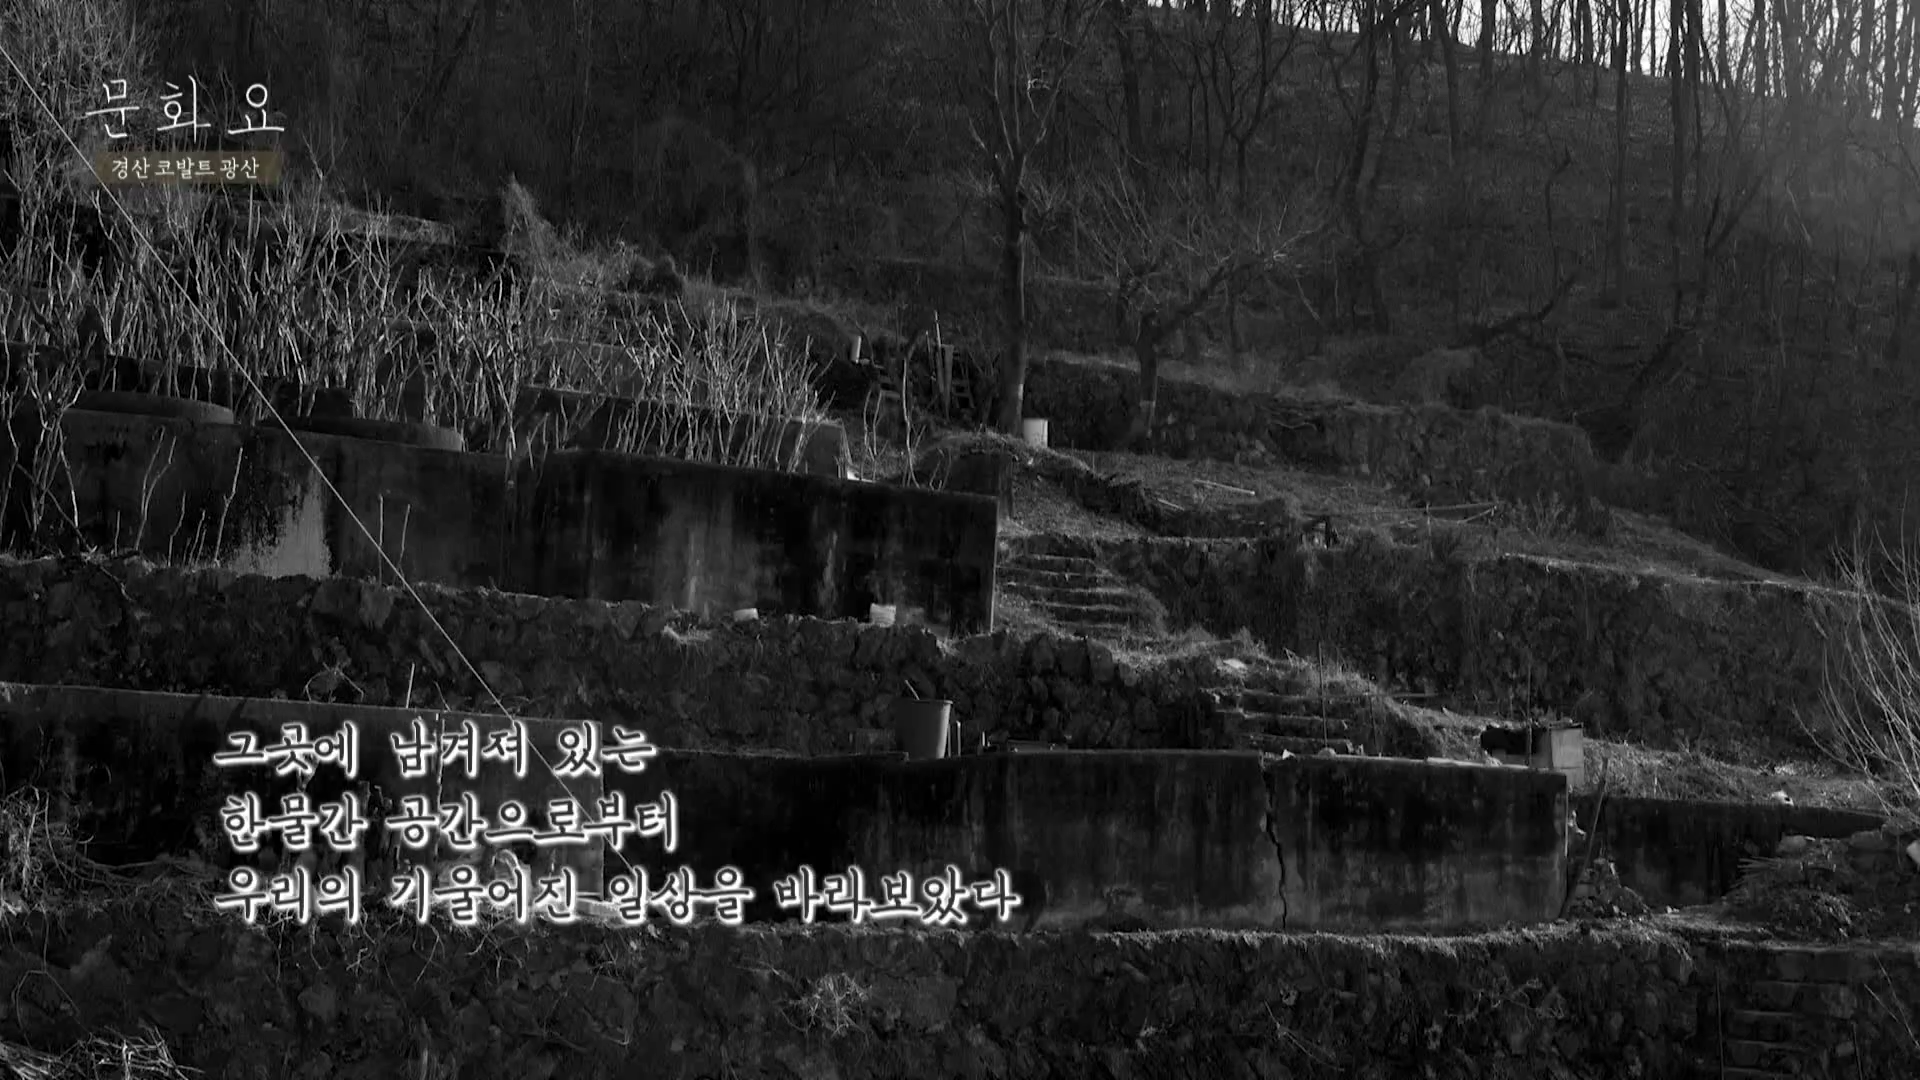 문화요
경산 코발트 광산
그곳에 남겨져 있는
한물간 공간으로부터
우리의 기울어진 일상을 바라보았다